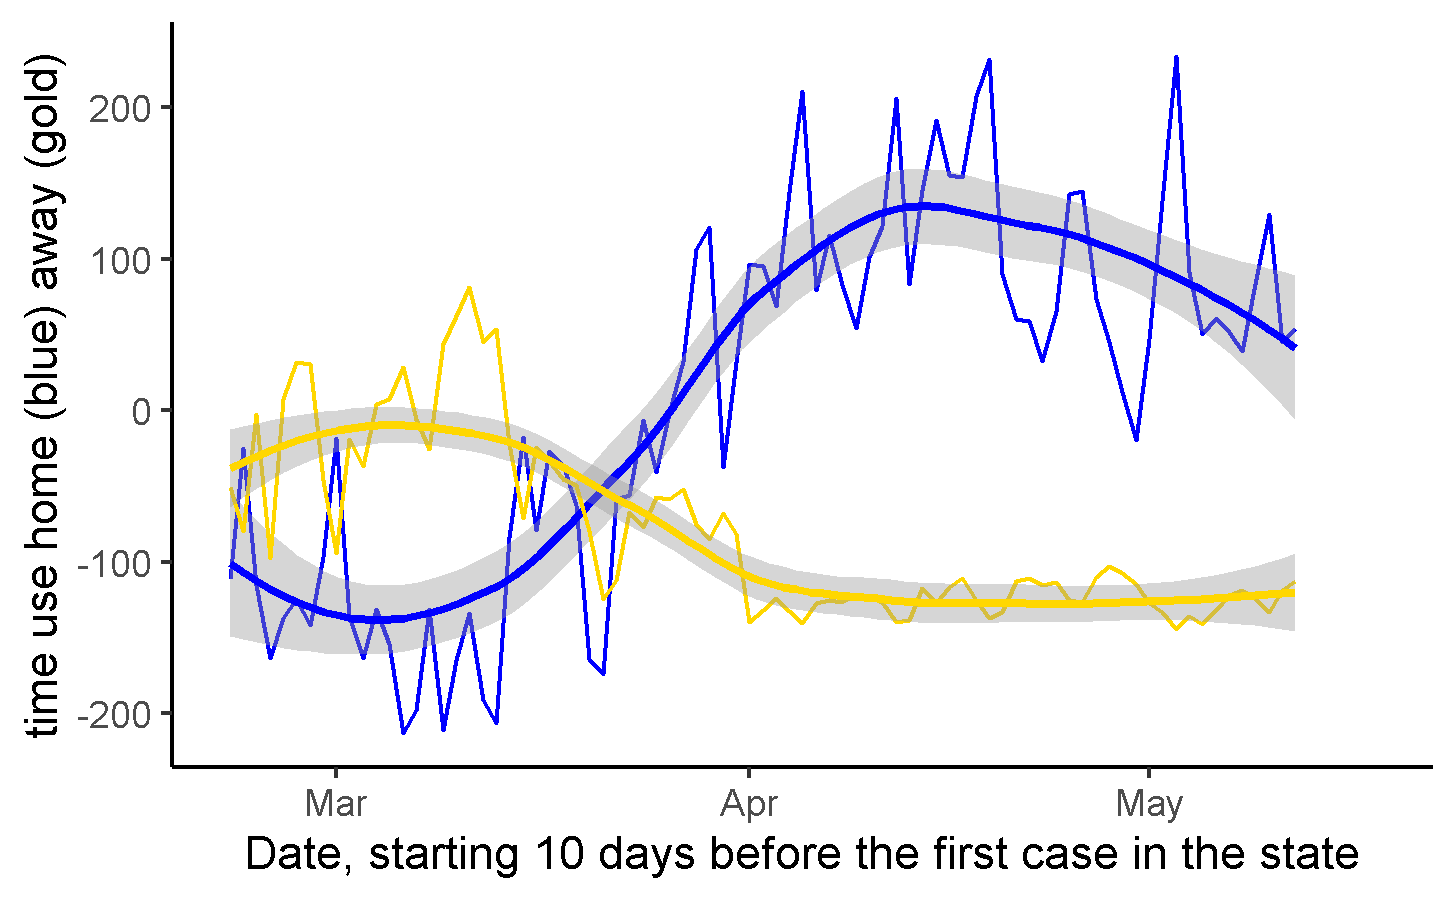 time use home (blue) away (gold)
200
100
0
-100
-200
Mar Apr May
Date, starting 10 days before the first case in the state